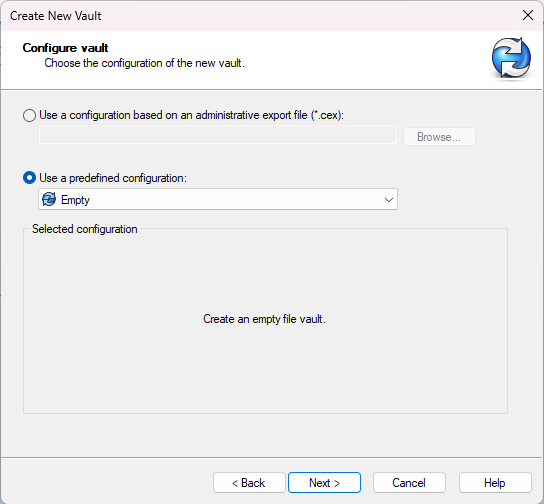 Create New Vault
Configure vault
Choose the configuration of the new vault.
Use a configuration based on an administrative export file (*.cex):
Browse...
Use a predefined configuration:
Empty
Selected configuration
Create an empty file vault.
< Back
Next >
Cancel
Help